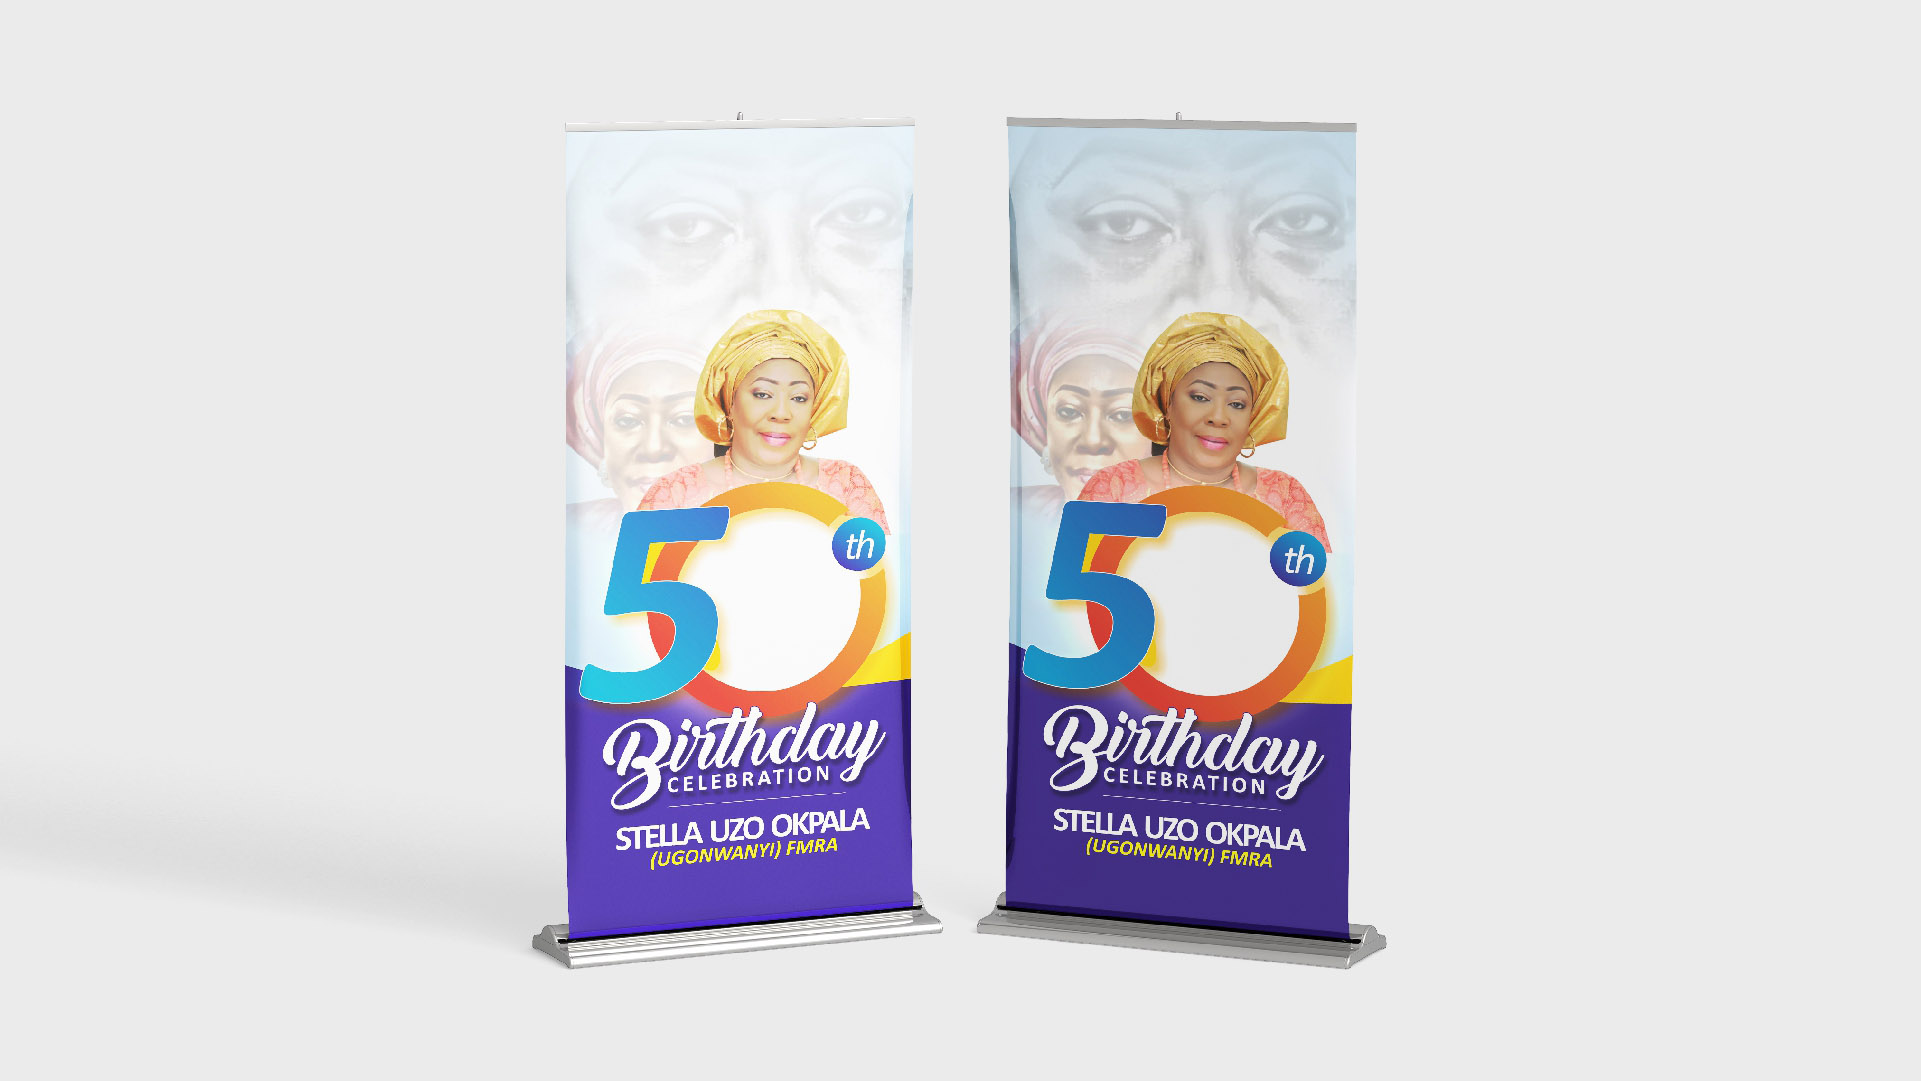 50th
Birthday
CELEBRATION
STELLA UZO OKPALA
(UGONWANYI) FMRA
50th
Birthday
CELEBRATION
STELLA UZO OKPALA
(UGONWANYI) FMRA